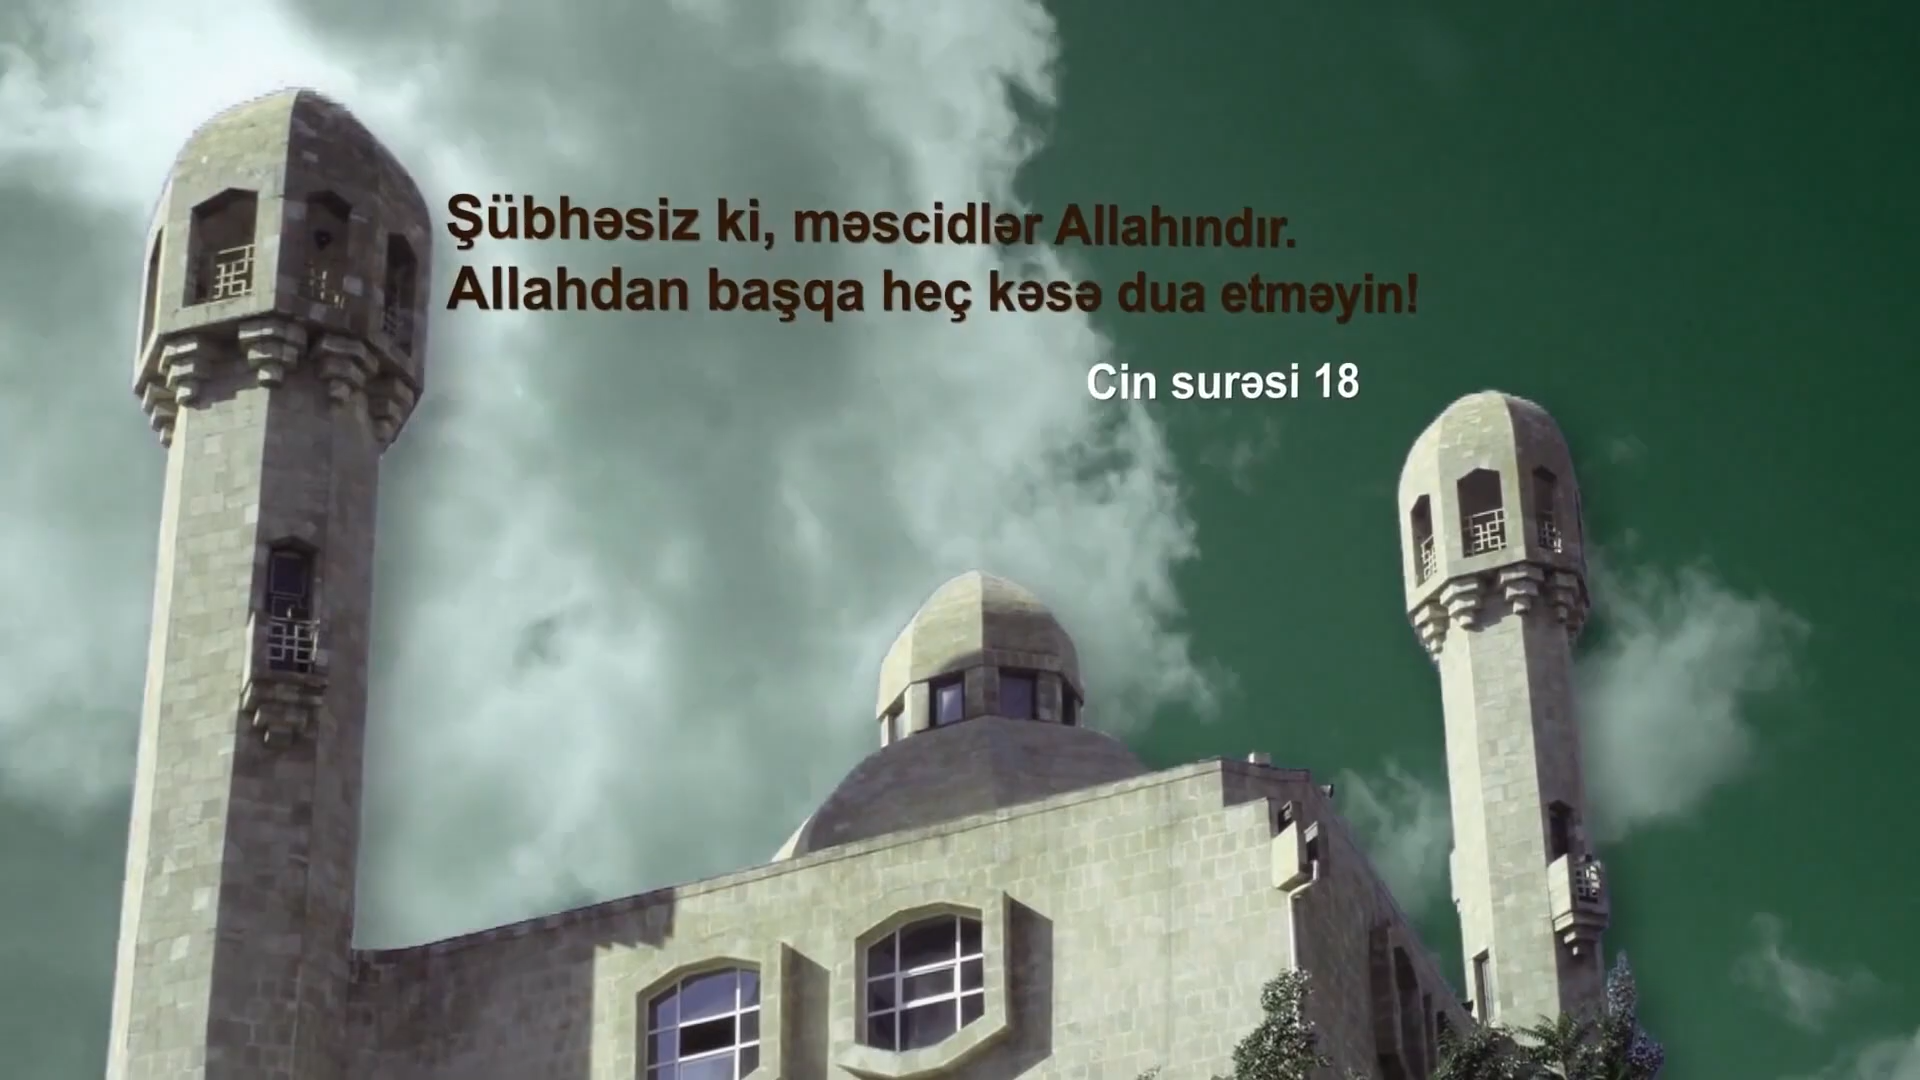 Şübhəsiz ki, məscidlər Allahındır.
Allahdan başqa heç kəsə dua etməyin!
Cin surəsi 18